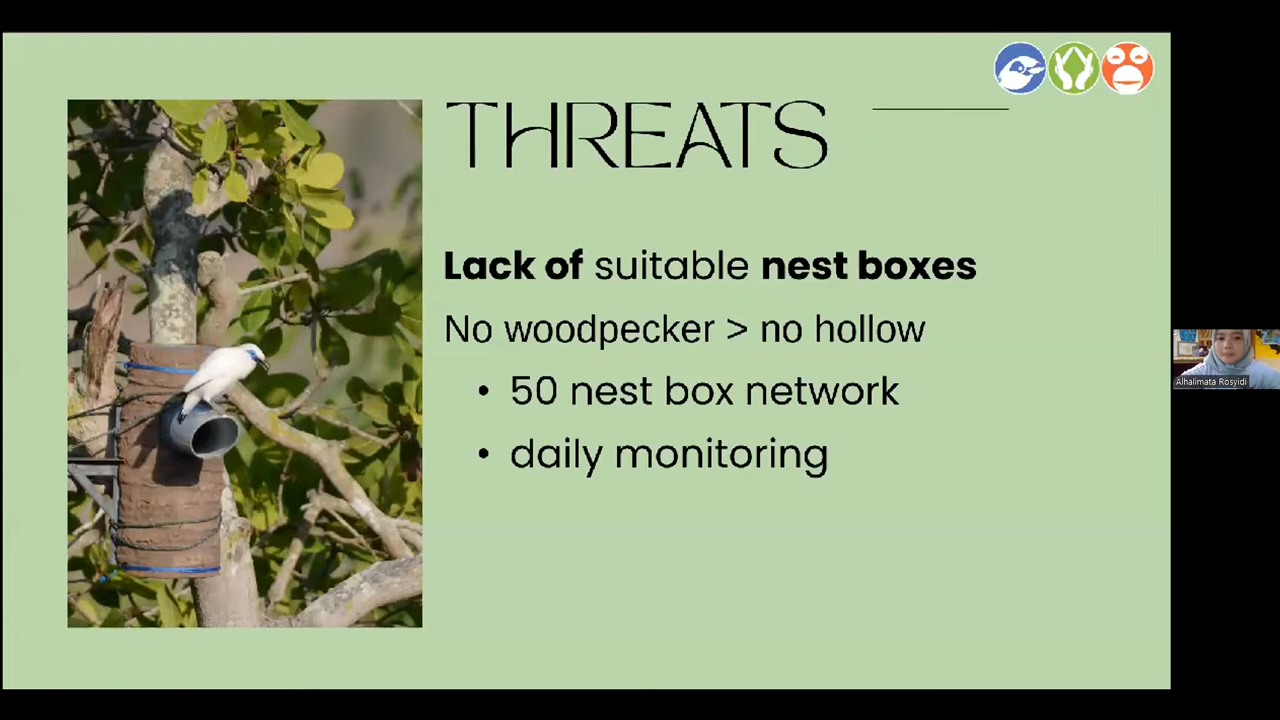 THREATS
Lack of suitable nest boxes
No woodpecker > no hollow
• 50 nest box network
• daily monitoring
Alhalimata Rosyidi